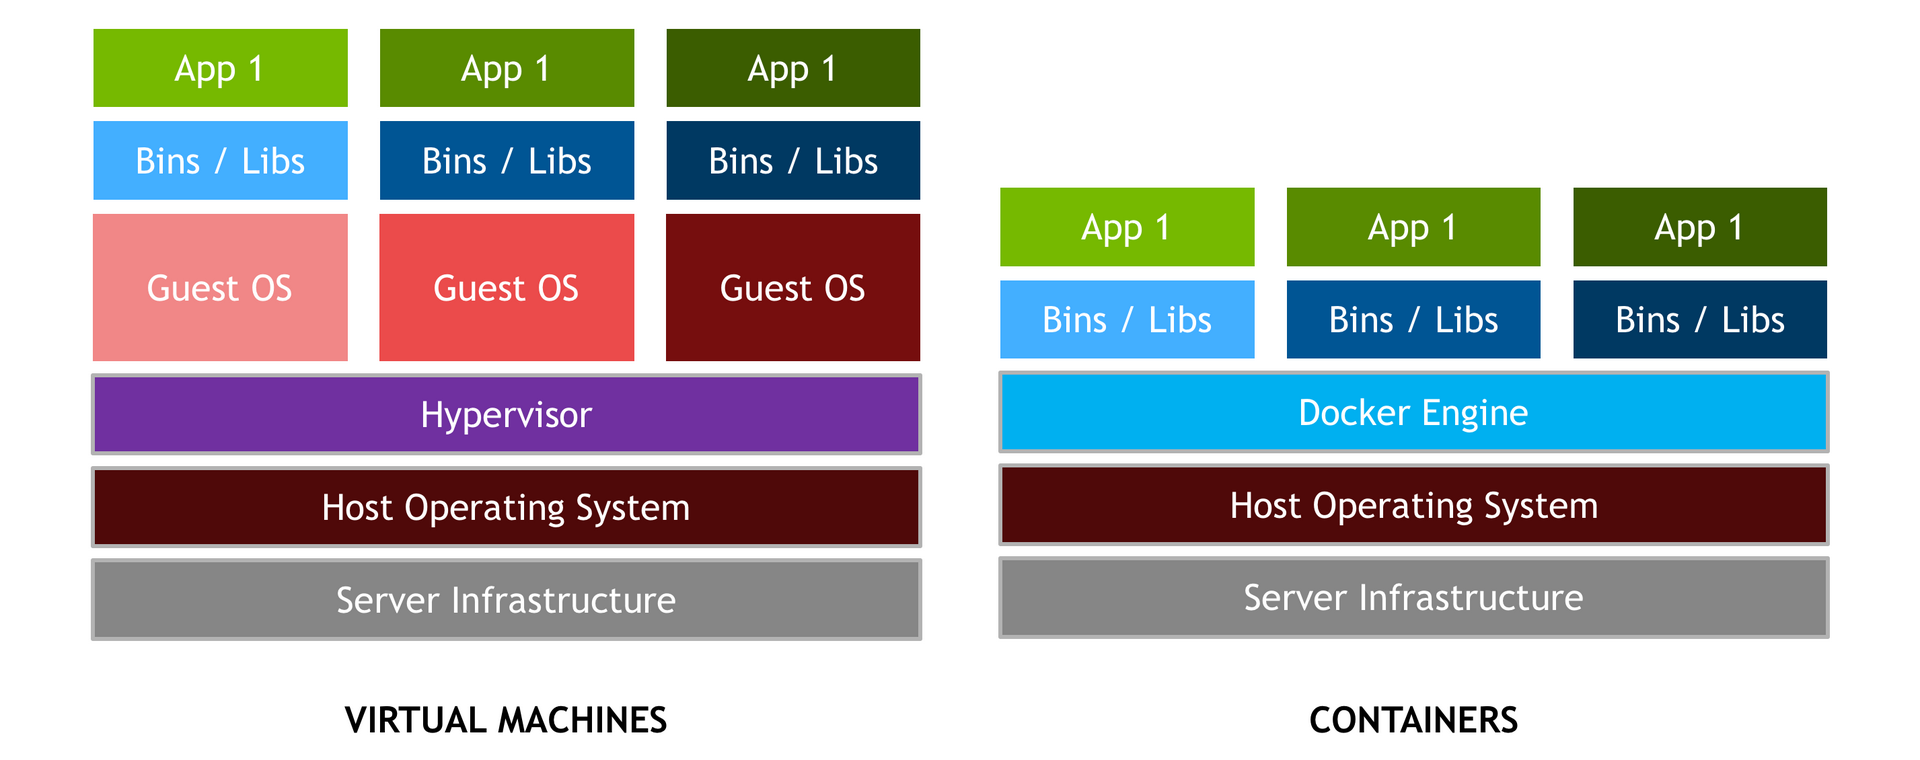 App 1
App 1
App 1
Bins / Libs
Bins / Libs
Bins / Libs
Guest OS
Guest OS
Guest OS
Hypervisor
Host Operating System
Server Infrastructure
VIRTUAL MACHINES
App 1
App 1
App 1
Bins / Libs
Bins / Libs
Bins / Libs
Docker Engine
Host Operating System
Server Infrastructure
CONTAINERS